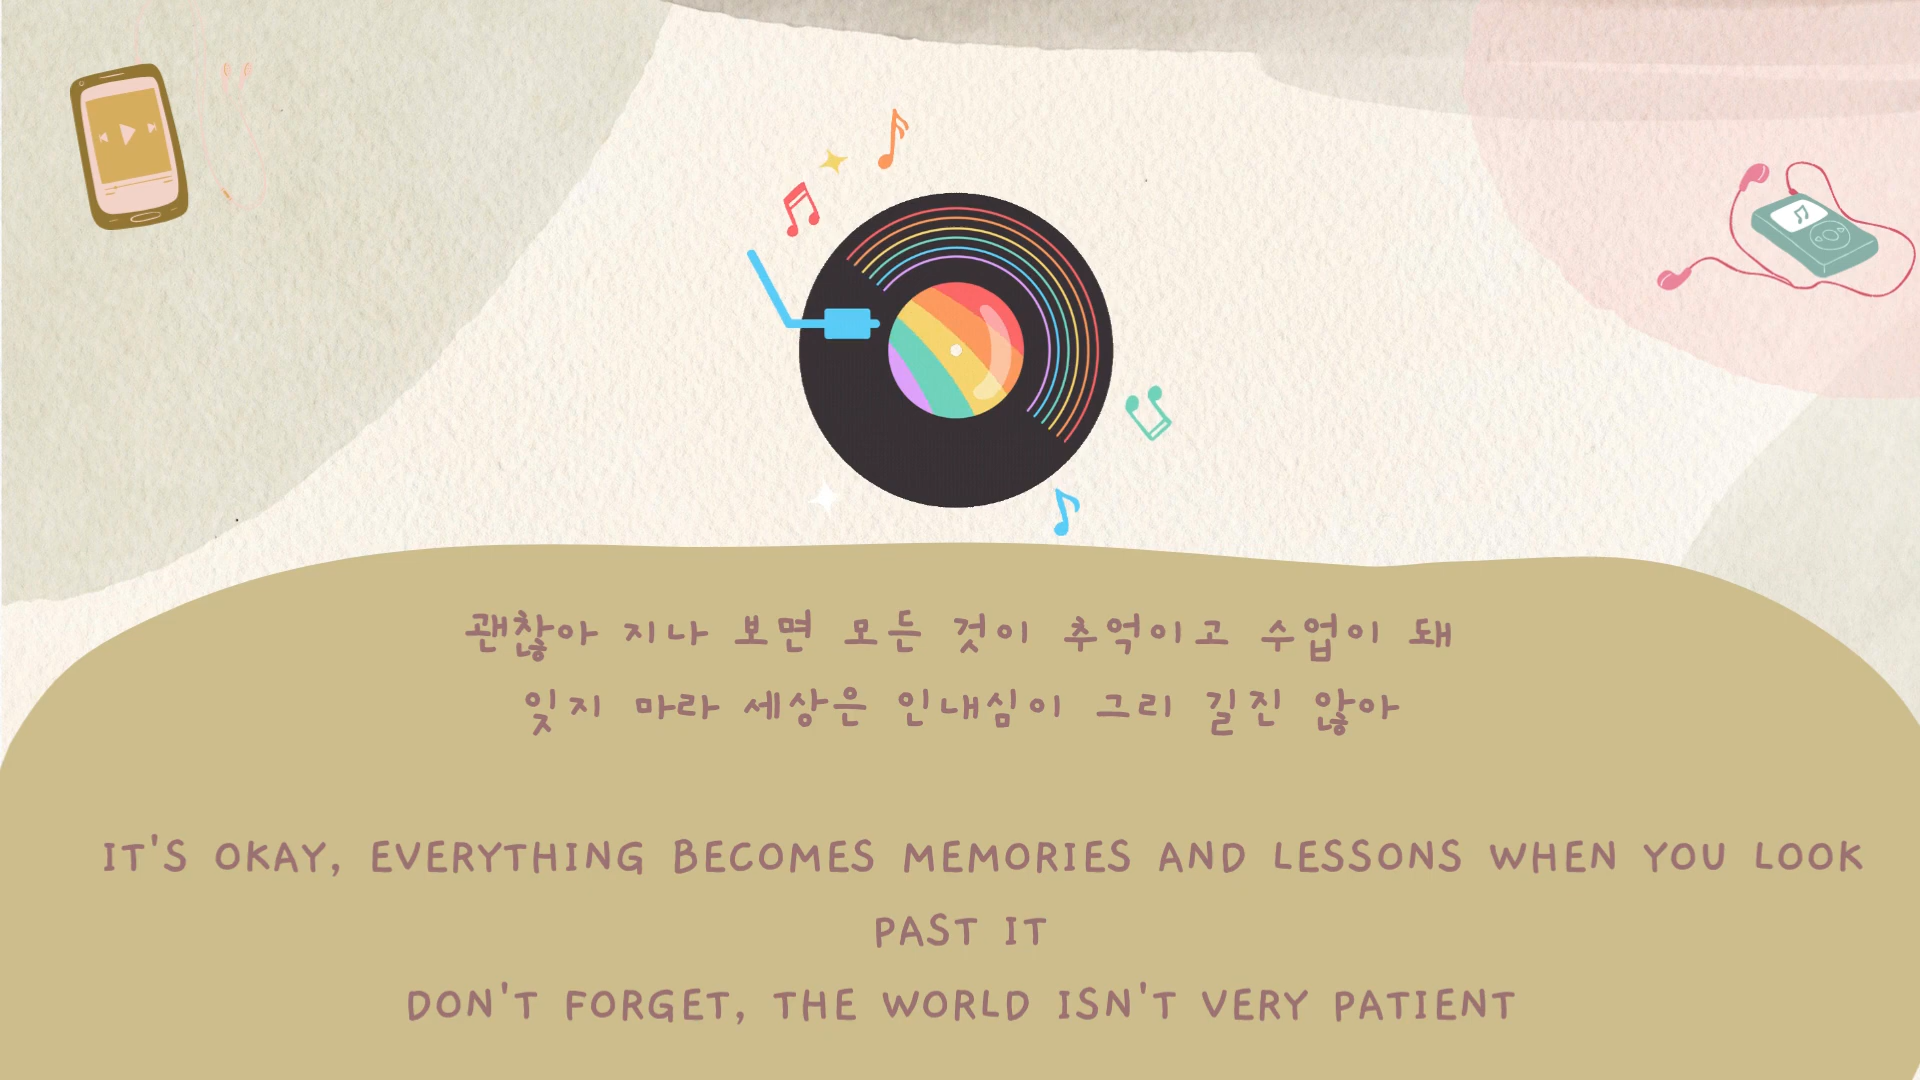 괜찮아 지나 보면 모든 것이 추억이고 수업이 돼
잊지 마라 세상은 인내심이 그리 길진 않아
IT'S OKAY, EVERYTHING BECOMES MEMORIES AND LESSONS WHEN YOU LOOK
PAST IT
DON'T FORGET, THE WORLD ISN'T VERY PATIENT